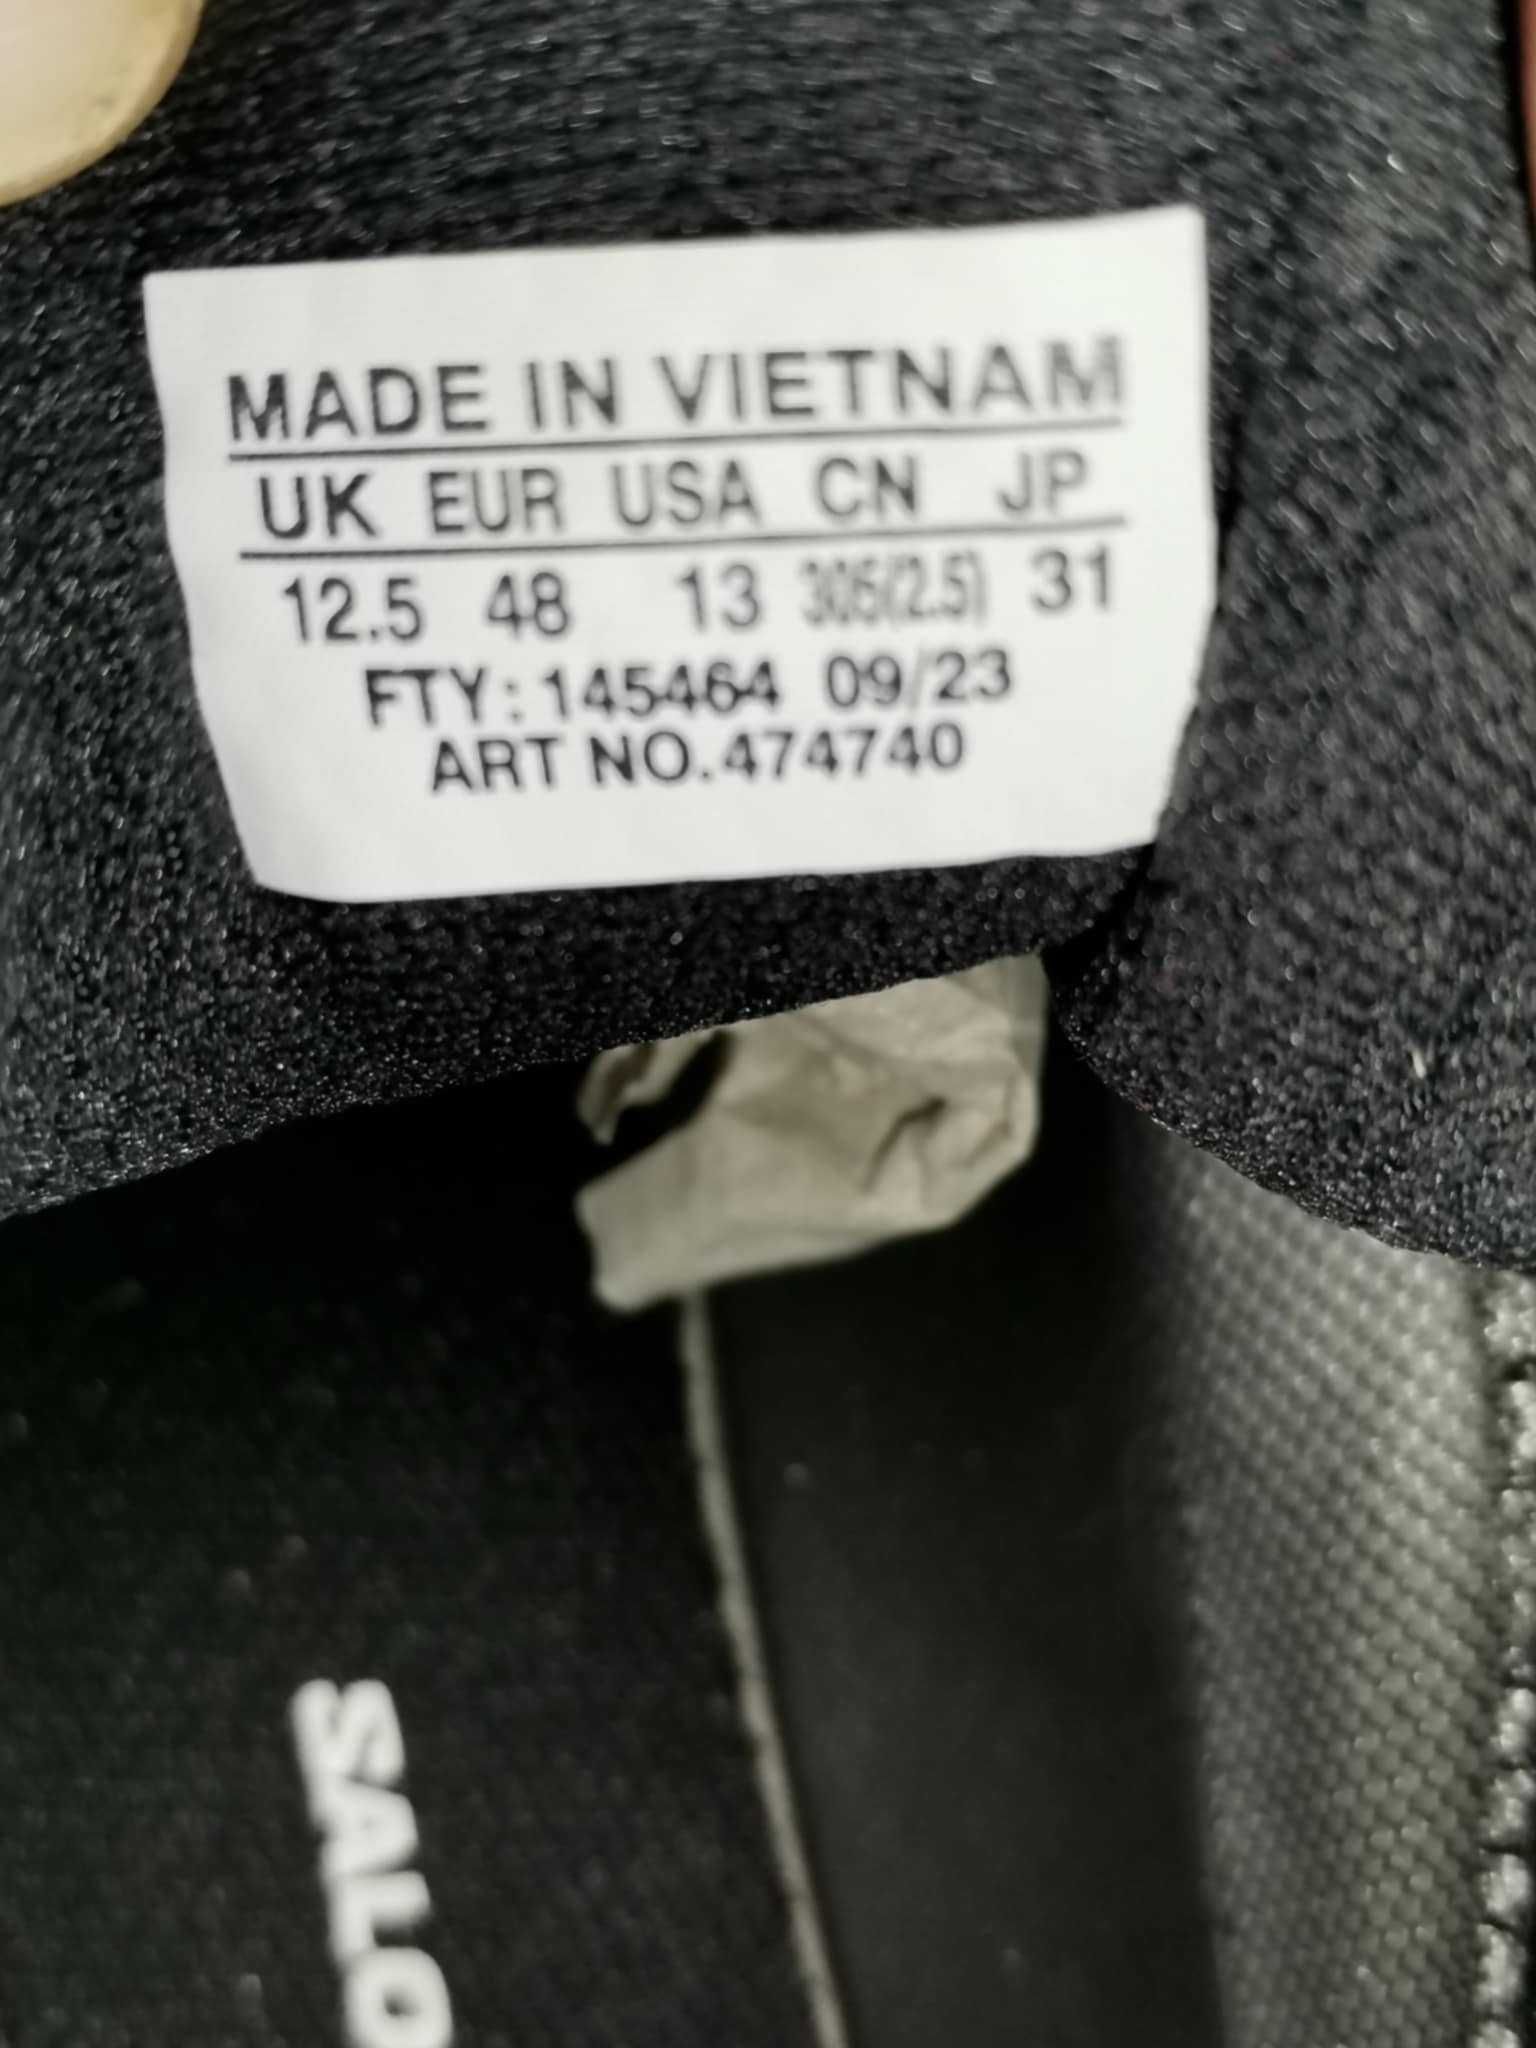 MADE IN VIETNAM
UK EUR USA CN JP
12.5 48 13 305(2.5) 31
FTY: 145464 09/23
ART NO. 474740
SALO